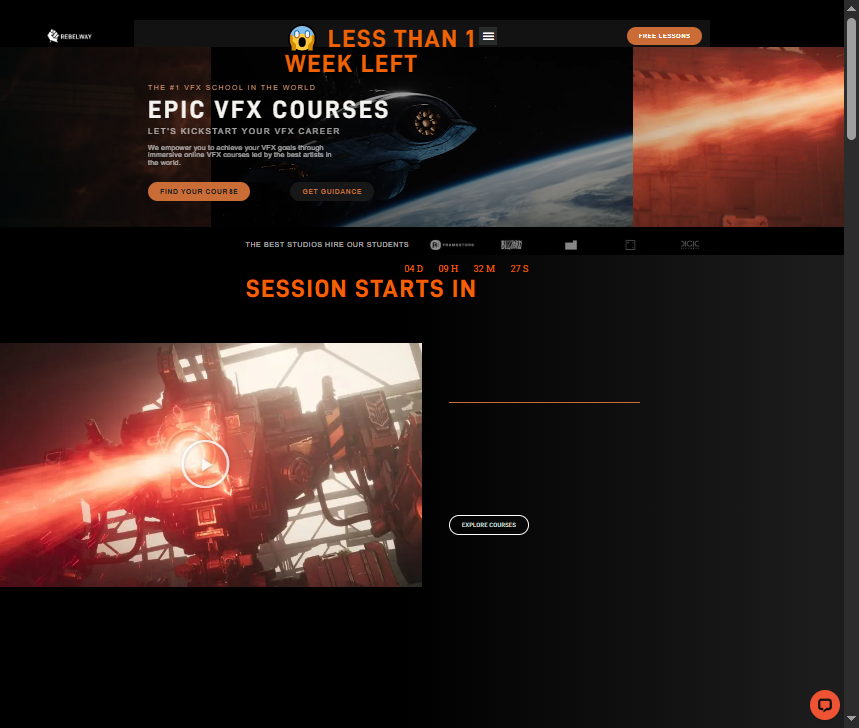 REBELWAY
😱 LESS THAN 1
WEEK LEFT
FREE LESSONS
THE #1 VFX SCHOOL IN THE WORLD
EPIC VFX COURSES
LET'S KICKSTART YOUR VFX CAREER
We empower you to achieve your VFX goals through
immersive online VFX courses led by the best artists in
the world.
FIND YOUR COURSE
GET GUIDANCE
THE BEST STUDIOS HIRE OUR STUDENTS
FRAMESTORE
BLIZZARD
DIGIC
04 D 09 H 32 M 27 S
SESSION STARTS IN
EXPLORE COURSES